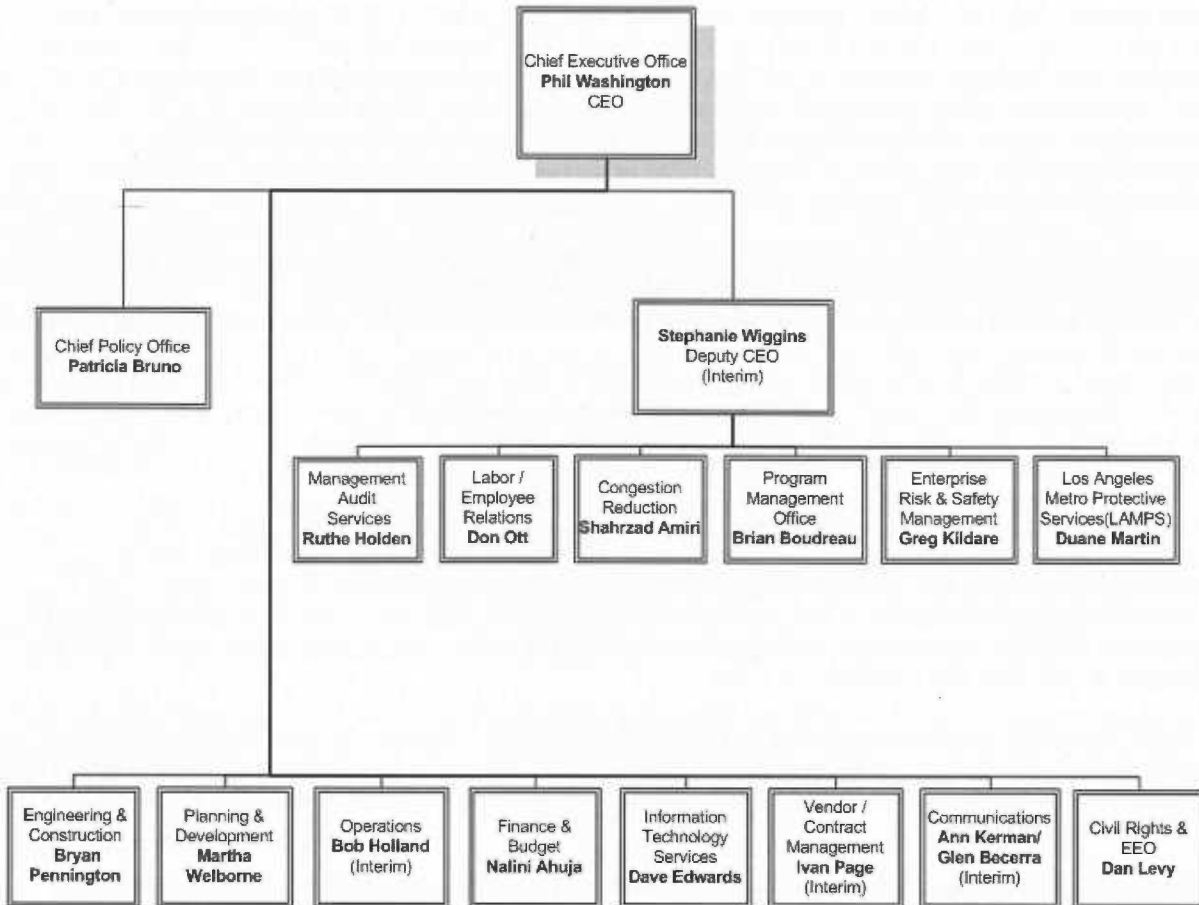 Chief Executive Office
Phil Washington
CEO
Chief Policy Office
Patricia Bruno
Stephanie Wiggins
Deputy CEO
(Interim)
Management
Audit
Services
Ruthe Holden
Labor /
Employee
Relations
Don Ott
Congestion
Reduction
Shahrzad Amiri
Program
Management
Office
Brian Boudreau
Enterprise
Risk & Safety
Management
Greg Kildare
Los Angeles
Metro Protective
Services(LAMPS)
Duane Martin
Engineering &
Construction
Bryan
Pennington
Planning &
Development
Martha
Welborne
Operations
Bob Holland
(Interim)
Finance &
Budget
Nalini Ahuja
Information
Technology
Services
Dave Edwards
Vendor /
Contract
Management
Ivan Page
(Interim)
Communications
Ann Kerman/
Glen Becerra
(Interim)
Civil Rights &
EEO
Dan Levy